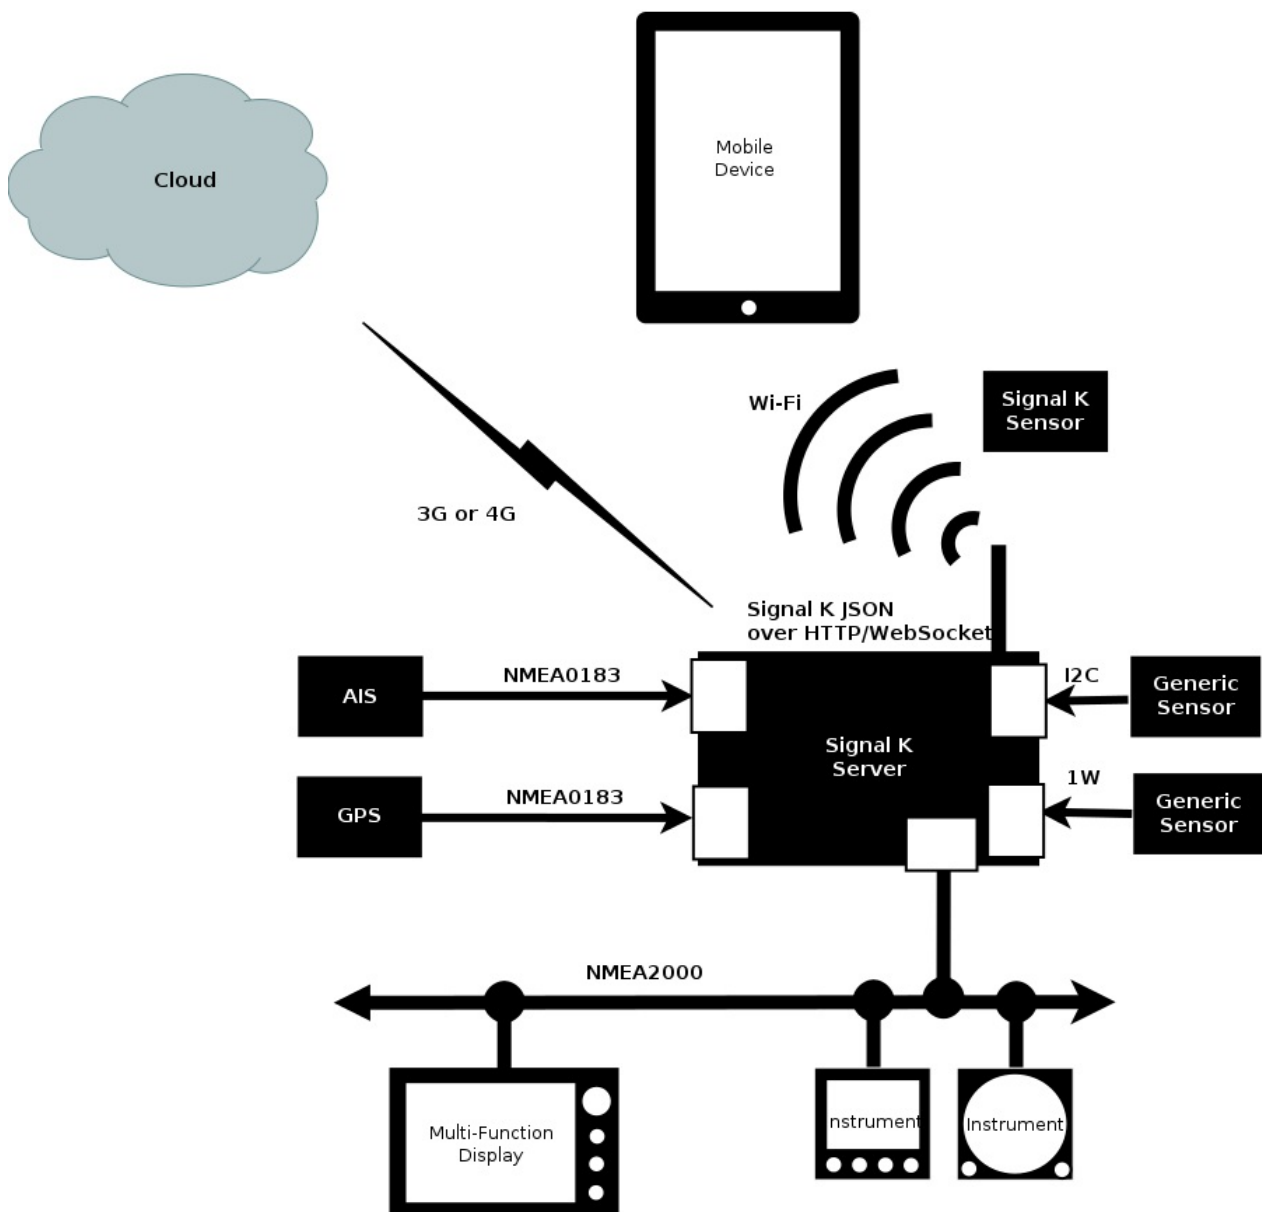 Mobile
Device
Cloud
Wi-Fi
Signal K
Sensor
3G or 4G
Signal K JSON
over HTTP/WebSocket
AIS
NMEA0183
I2C
Generic
Sensor
Signal K
Server
GPS
NMEA0183
1W
Generic
Sensor
NMEA2000
Multi-Function
Display
nstrument
Instrument